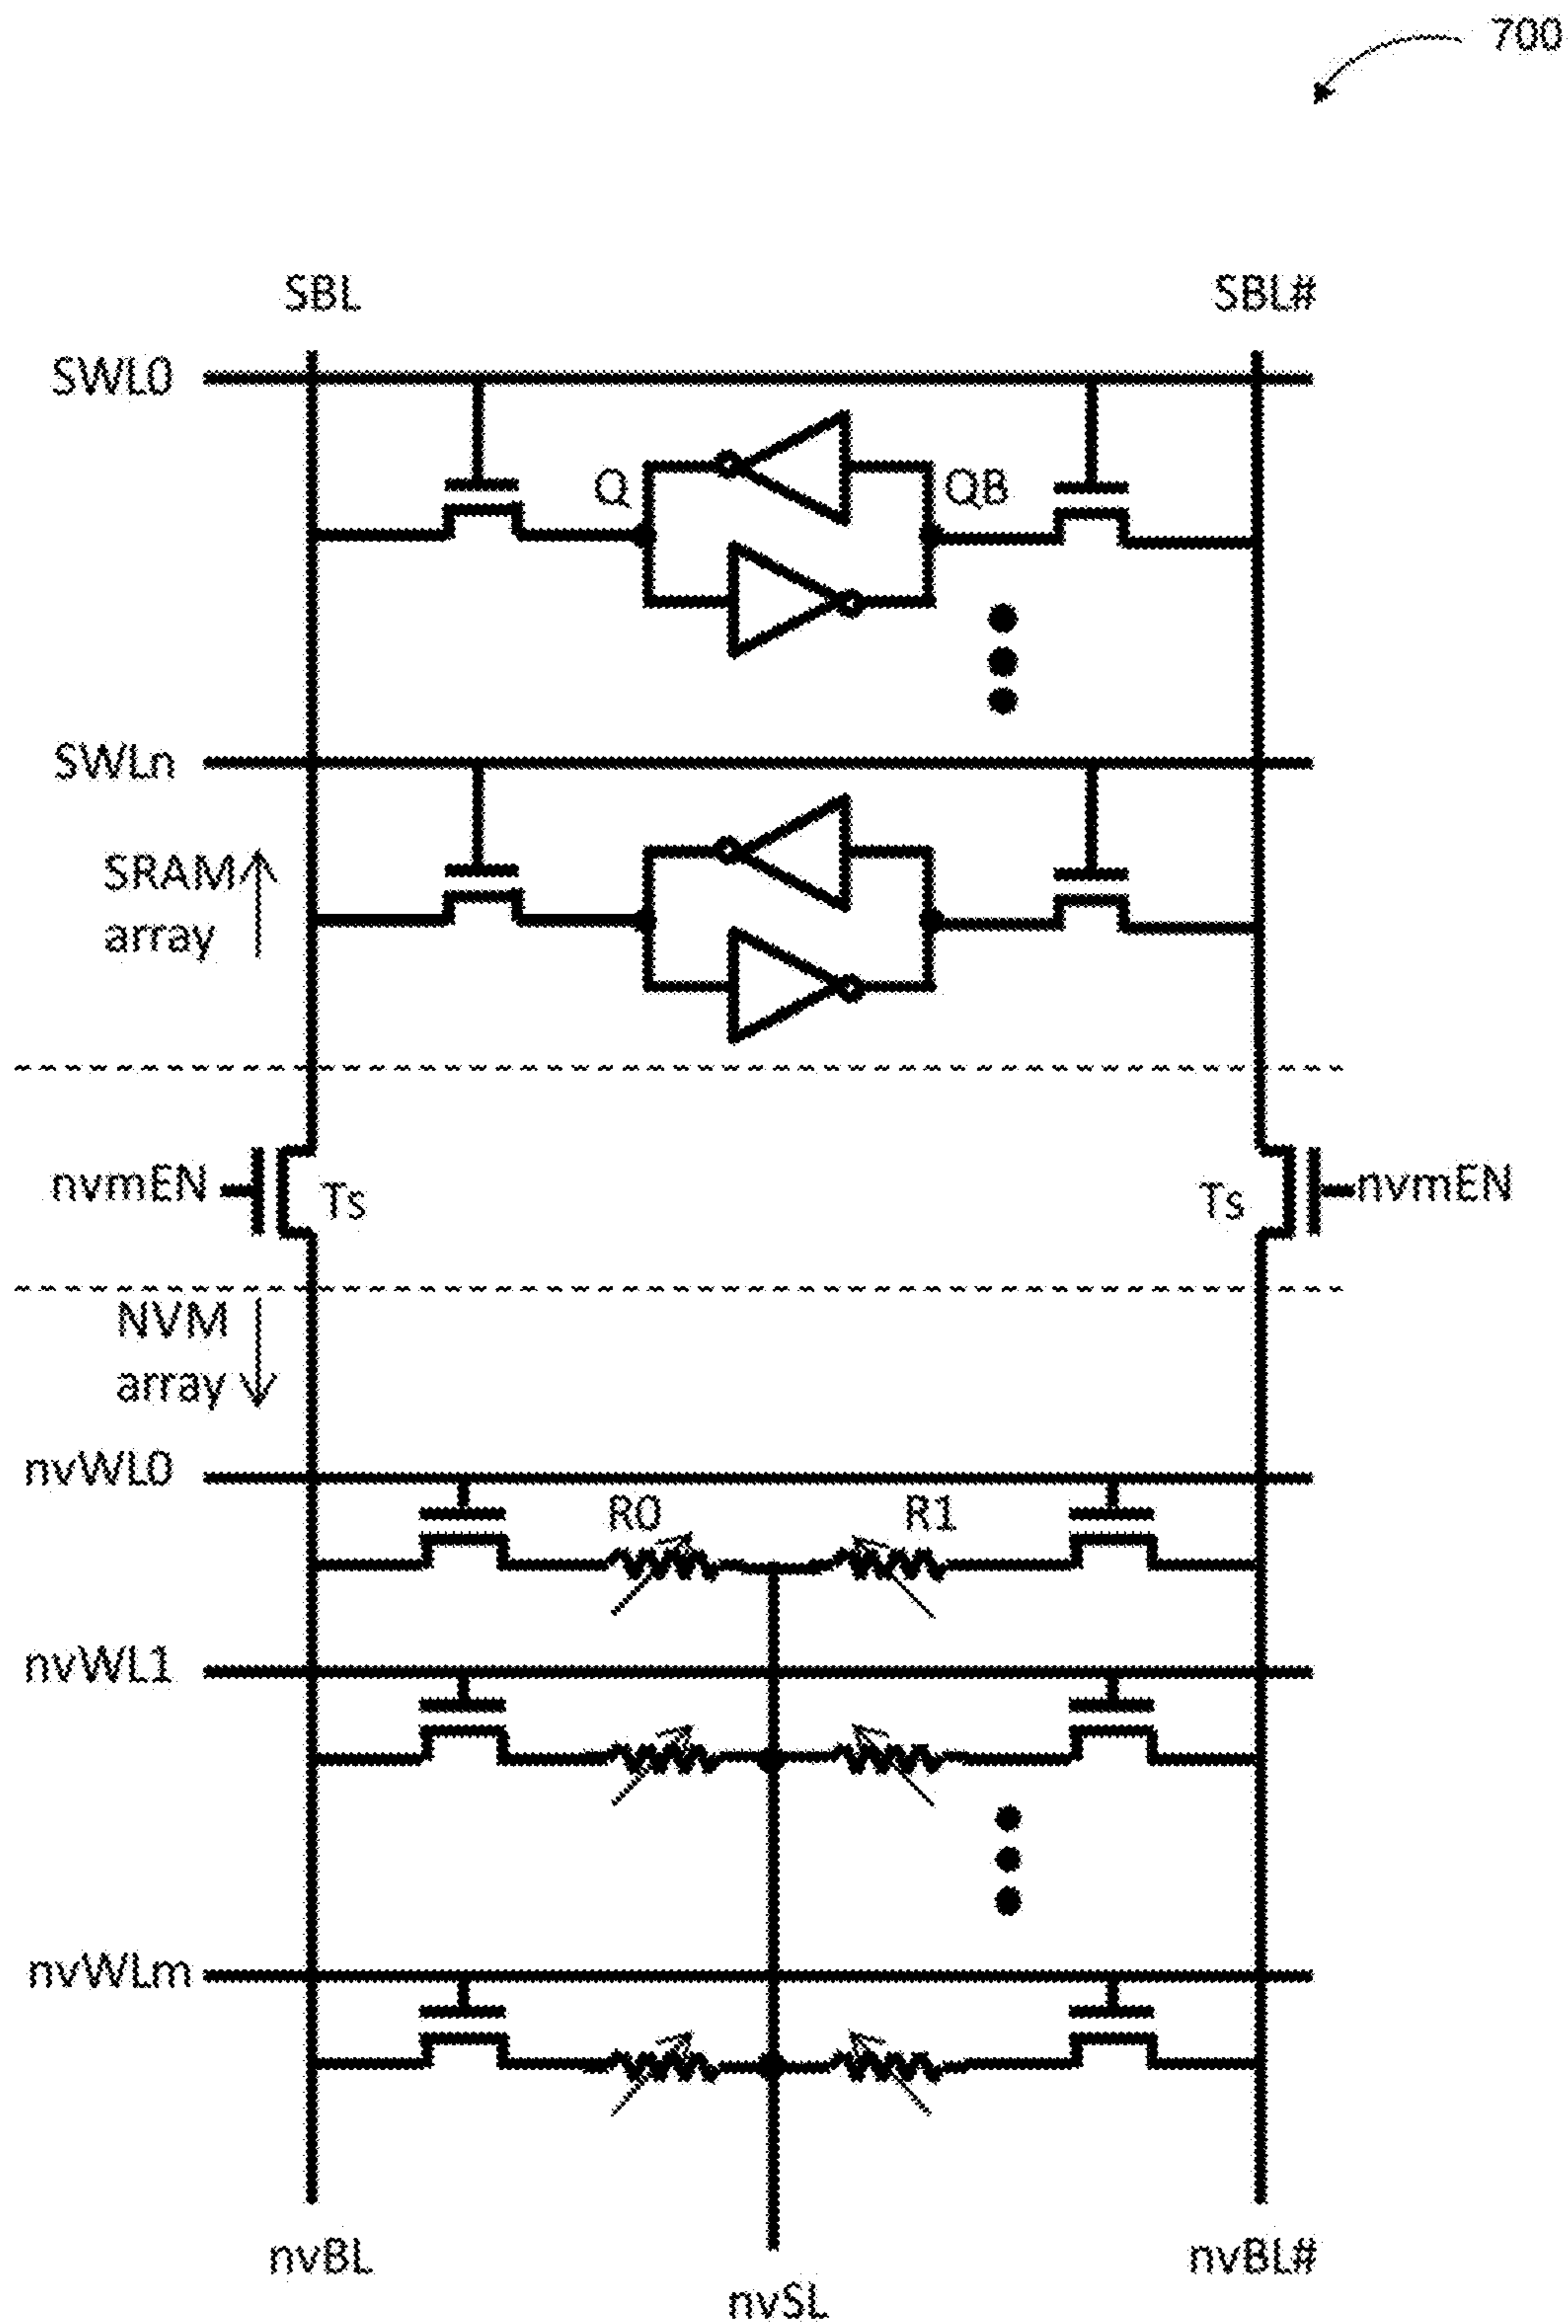 700
SBL
SBL#
SWL0
Q
QB
SWLn
SRAM
array
nvmEN
Ts
Ts
nvmEN
NVM
array
nvWL0
R0
R1
nvWL1
nvWLm
nvBL
nvBL#
nvSL